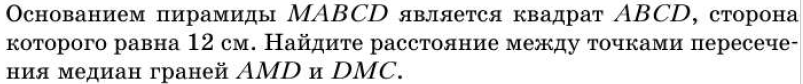 Основанием пирамиды MABCD является квадрат ABCD, сторона
которого равна 12 см. Найдите расстояние между точками пересече-
ния медиан граней AMD и DMC.